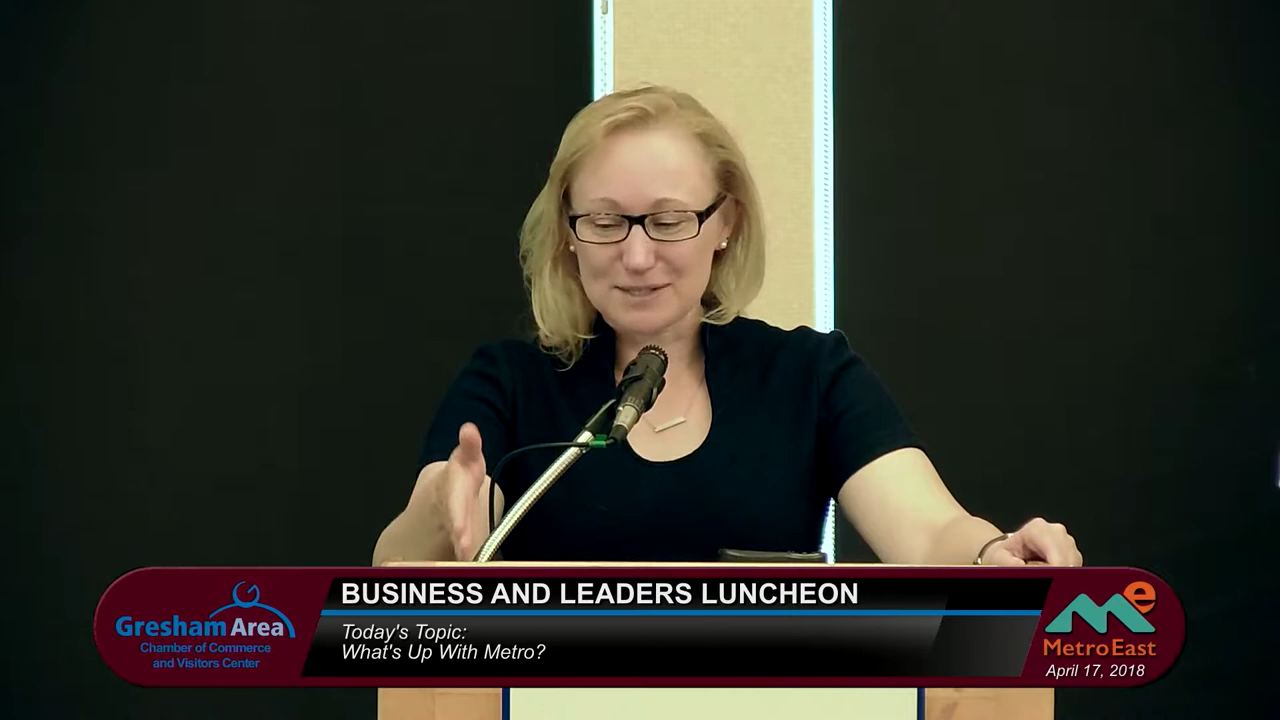 BUSINESS AND LEADERS LUNCHEON
Today's Topic:
What's Up With Metro?
Gresham Area
Chamber of Commerce
and Visitors Center
Me
MetroEast
April 17, 2018